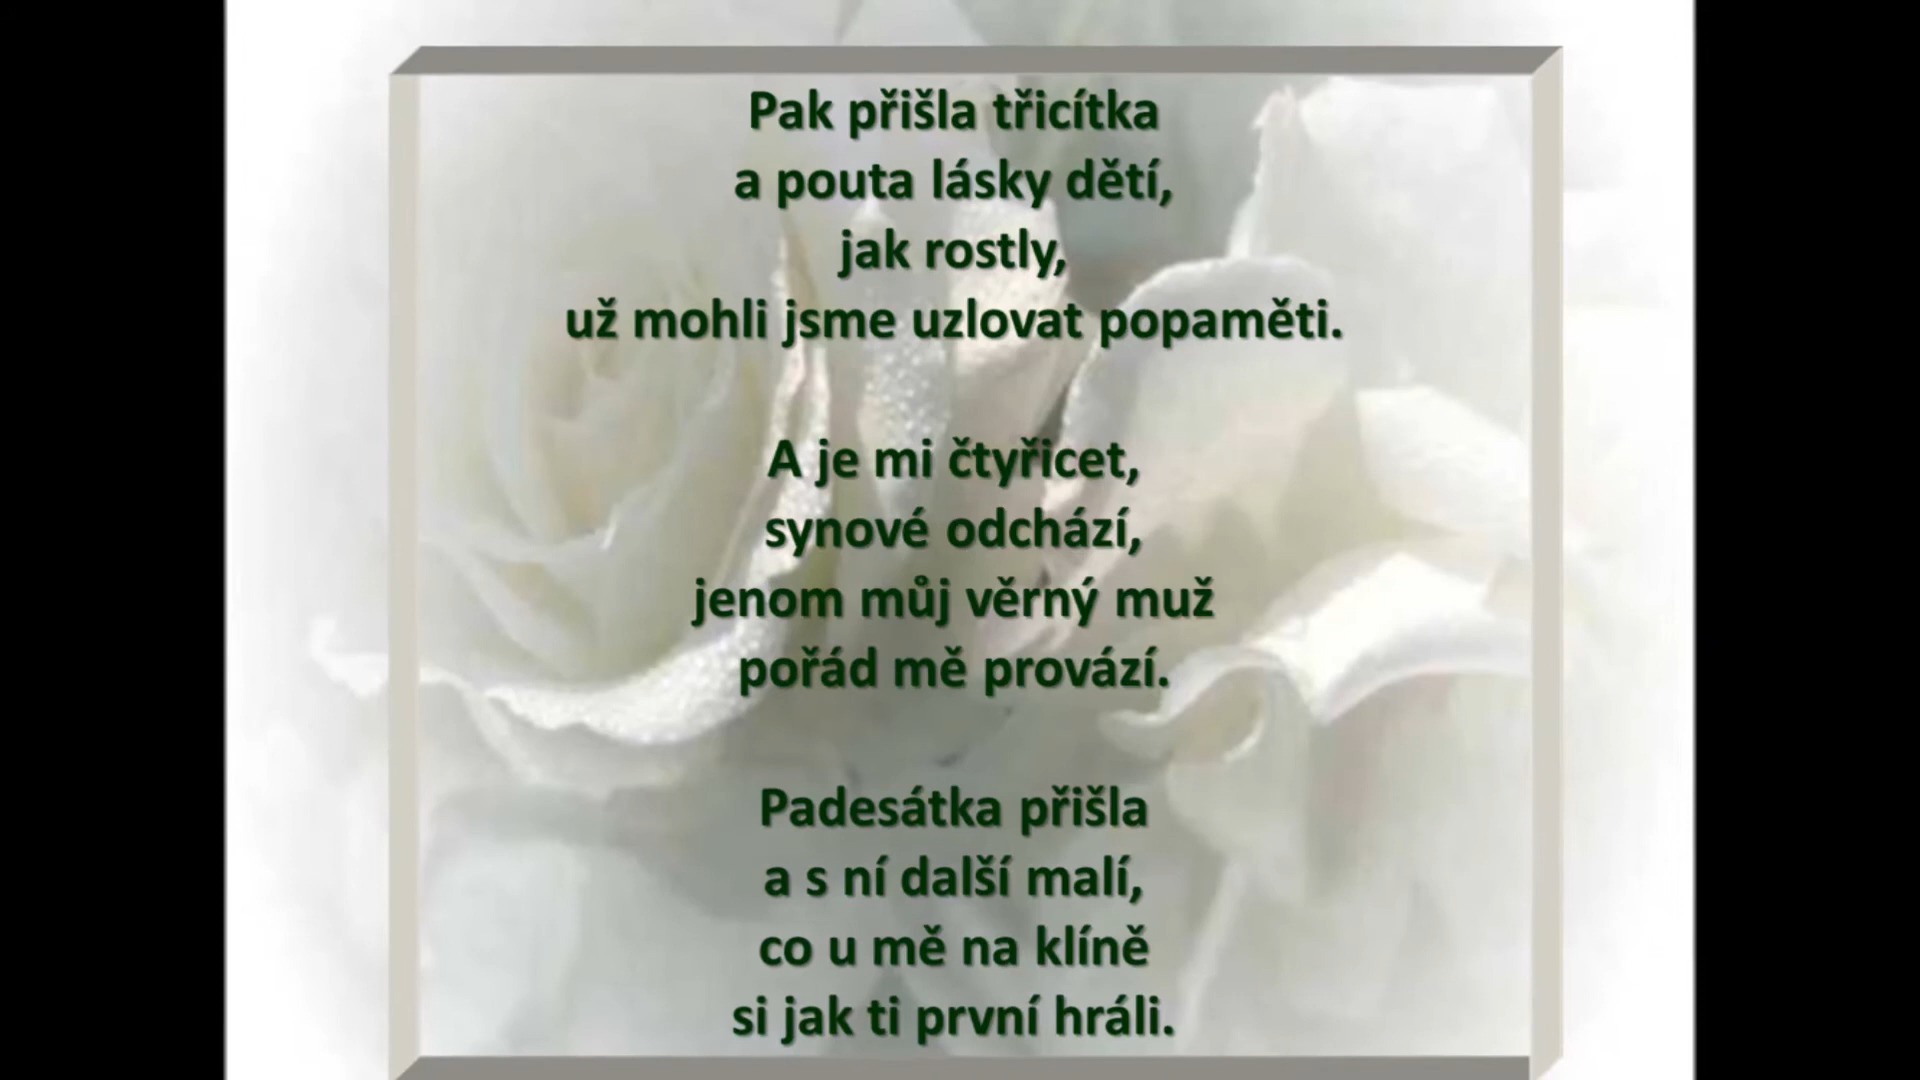 Pak přišla třicítka
a pouta lásky dětí,
jak rostly,
už mohli jsme uzlovat popaměti.
A je mi čtyřicet,
synové odchází,
jenom můj věrný muž
pořád mě provází.
Padesátka přišla
a s ní další malí,
co u mě na klíně
si jak ti první hráli.